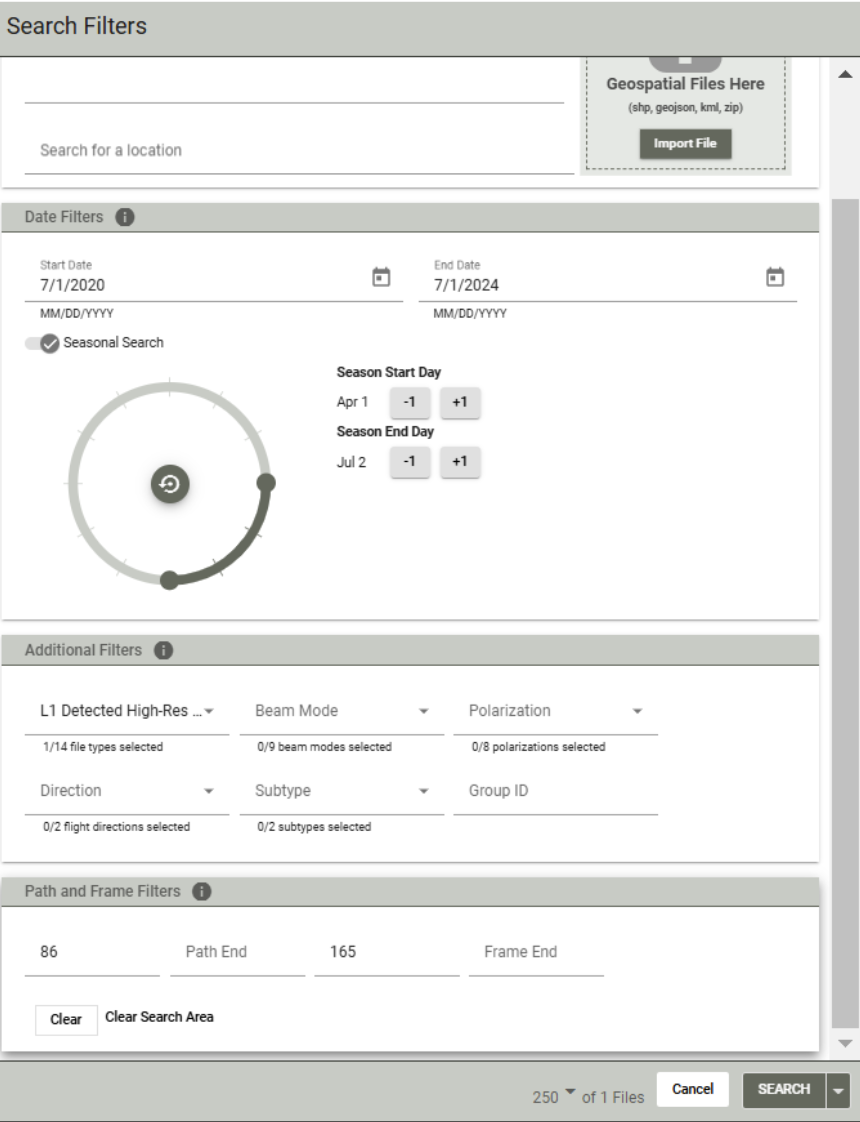 Search Filters
Geospatial Files Here
(shp, geojson, kml, zip)
Search for a location
Import File
Date Filters
Start Date
7/1/2020
End Date
7/1/2024
MM/DD/YYYY
MM/DD/YYYY
Seasonal Search
Season Start Day
Apr 1 -1 +1
Season End Day
Jul 2 -1 +1
Additional Filters
L1 Detected High-Res ... Beam Mode Polarization
1/14 file types selected 0/9 beam modes selected 0/8 polarizations selected
Direction Subtype Group ID
0/2 flight directions selected 0/2 subtypes selected
Path and Frame Filters
86 Path End 165 Frame End
Clear Clear Search Area
250 of 1 Files Cancel SEARCH